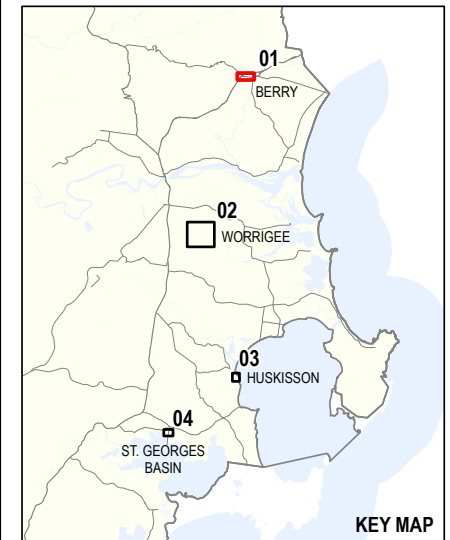 01
BERRY
02
WORRIGEE
03
HUSKISSON
04
ST. GEORGES
BASIN
KEY MAP